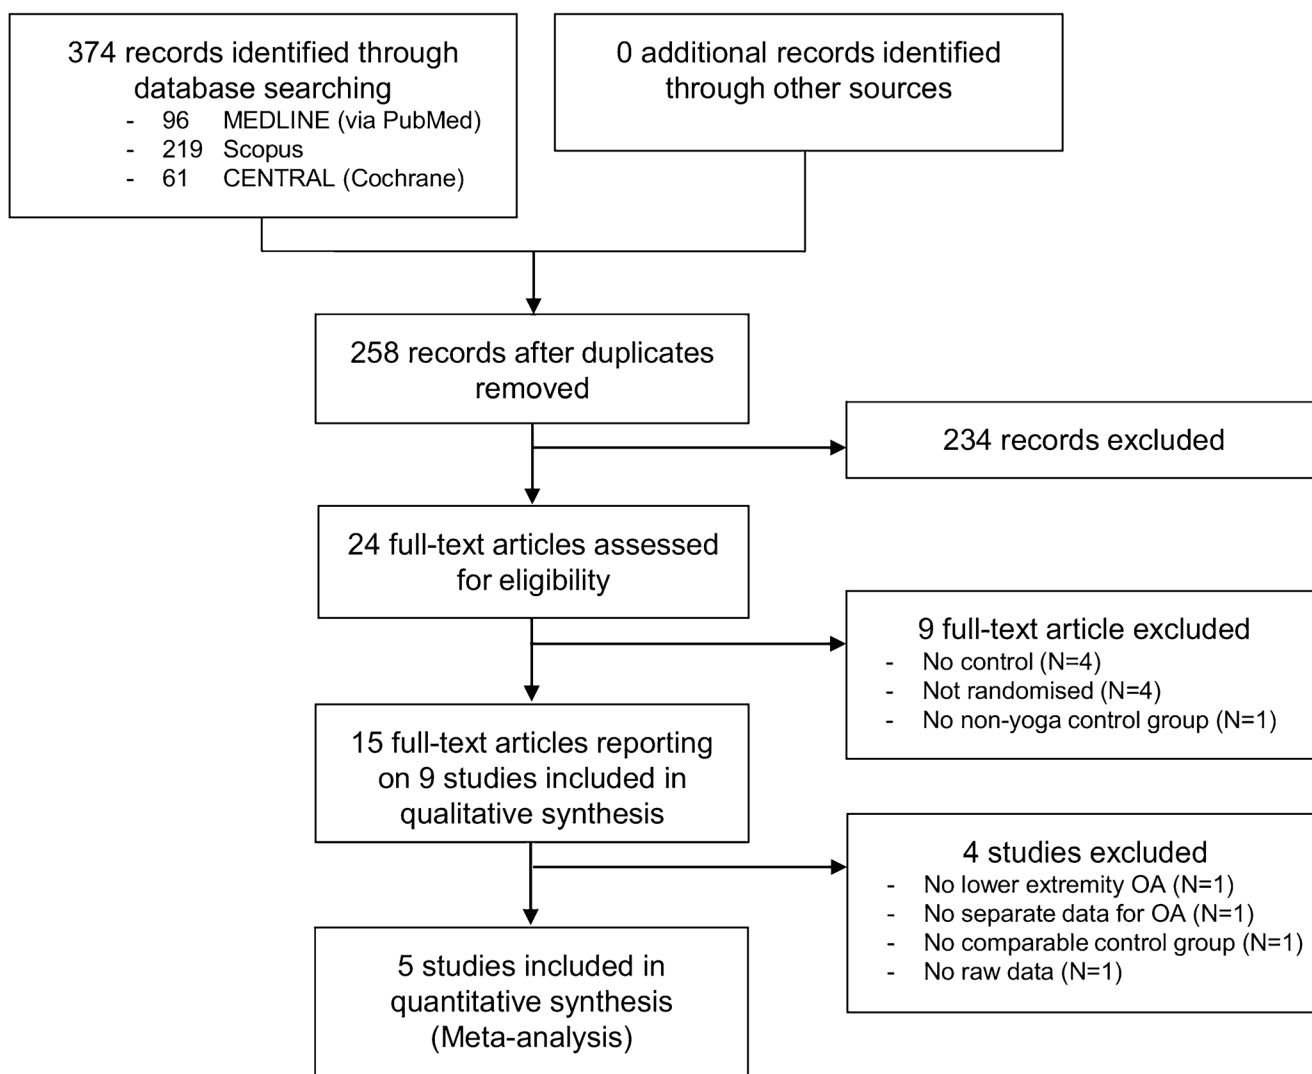 374 records identified through
database searching
- 96 MEDLINE (via PubMed)
- 219 Scopus
- 61 CENTRAL (Cochrane)
0 additional records identified
through other sources
258 records after duplicates
removed
234 records excluded
24 full-text articles assessed
for eligibility
9 full-text article excluded
- No control (N=4)
- Not randomised (N=4)
- No non-yoga control group (N=1)
15 full-text articles reporting
on 9 studies included in
qualitative synthesis
4 studies excluded
- No lower extremity OA (N=1)
- No separate data for OA (N=1)
- No comparable control group (N=1)
- No raw data (N=1)
5 studies included in
quantitative synthesis
(Meta-analysis)